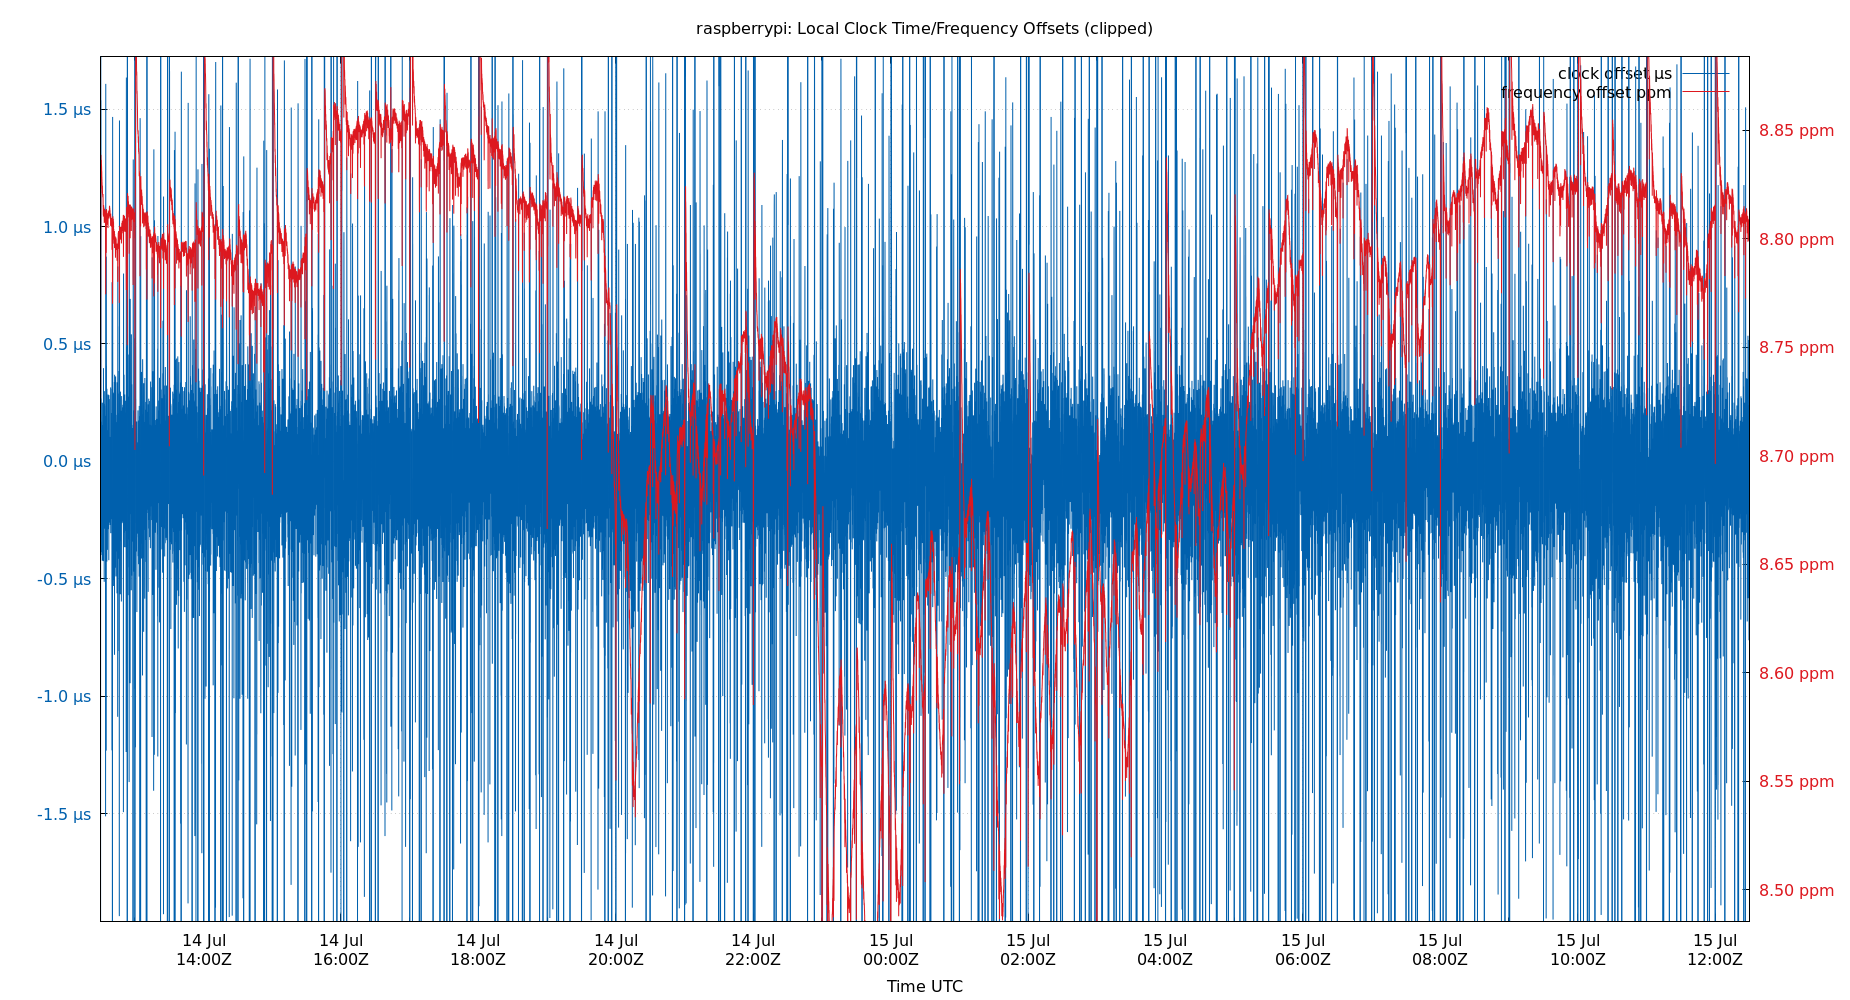 raspberrypi: Local Clock Time/Frequency Offsets (clipped)
clock offset µs
frequency offset ppm
1.5 µs
1.0 µs
0.5 µs
0.0 µs
-0.5 µs
-1.0 µs
-1.5 µs
8.85 ppm
8.80 ppm
8.75 ppm
8.70 ppm
8.65 ppm
8.60 ppm
8.55 ppm
8.50 ppm
14 Jul 14 Jul 14 Jul 14 Jul 14 Jul 15 Jul 15 Jul 15 Jul 15 Jul 15 Jul 15 Jul 15 Jul
14:00Z 16:00Z 18:00Z 20:00Z 22:00Z 00:00Z 02:00Z 04:00Z 06:00Z 08:00Z 10:00Z 12:00Z
Time UTC